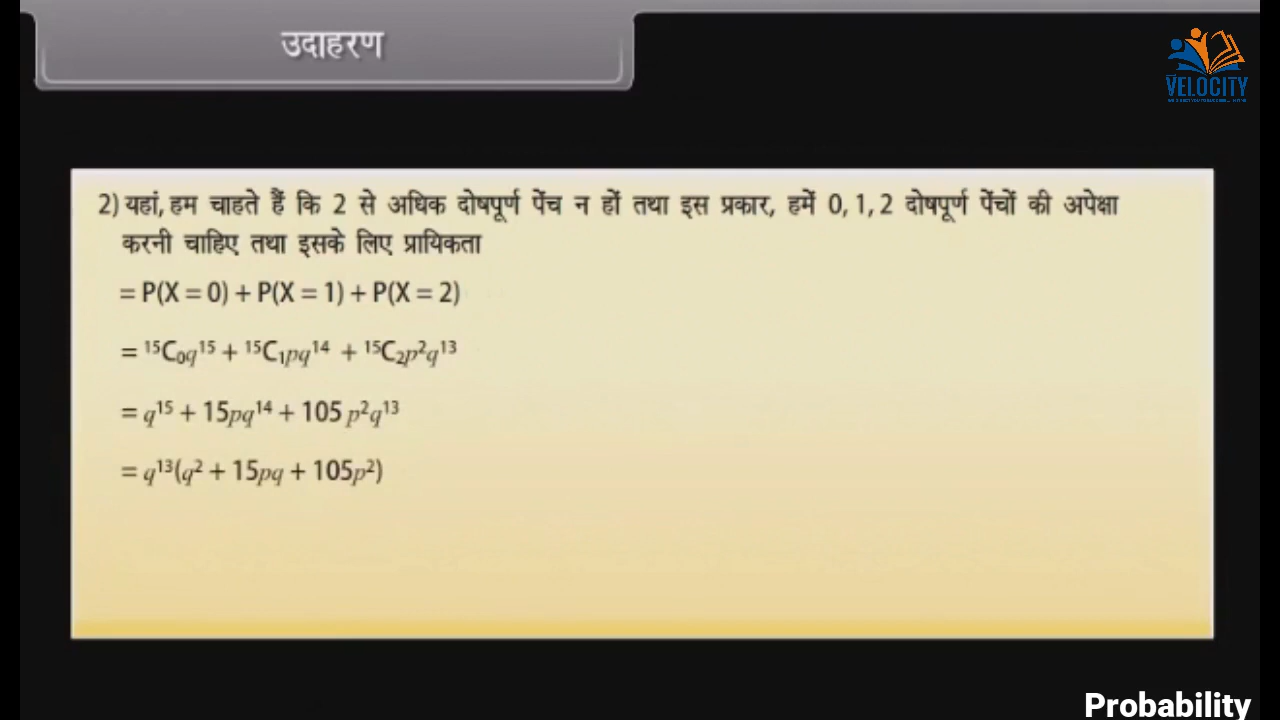 उदाहरण
VELOCITY
2) यहां, हम चाहते हैं कि 2 से अधिक दोषपूर्ण पेंच न हों तथा इस प्रकार, हमें 0, 1, 2 दोषपूर्ण पेंचों की अपेक्षा
करनी चाहिए तथा इसके लिए प्रायिकता
= P(X = 0) + P(X = 1) + P(X = 2)
= ¹⁵C₀q¹⁵ + ¹⁵C₁pq¹⁴ + ¹⁵C₂p²q¹³
= q¹⁵ + 15pq¹⁴ + 105 p²q¹³
= q¹³(q² + 15pq + 105p²)
Probability